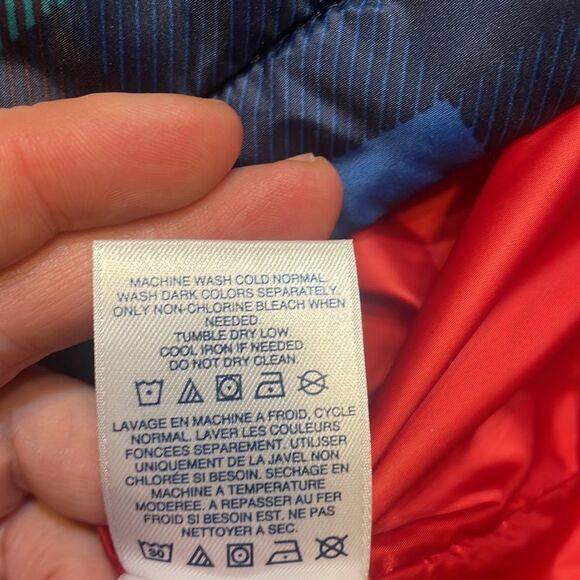 MACHINE WASH COLD NORMAL.
WASH DARK COLORS SEPARATELY.
ONLY NON-CHLORINE BLEACH WHEN
NEEDED.
TUMBLE DRY LOW.
COOL IRON IF NEEDED.
DO NOT DRY CLEAN.
LAVAGE EN MACHINE A FROID, CYCLE
NORMAL. LAVER LES COULEURS
FONCEES SEPAREMENT. UTILISER
UNIQUEMENT DE LA JAVEL NON
CHLORÉE SI BESOIN. SECHAGE EN
MACHINE A TEMPERATURE
MODEREE. A REPASSER AU FER
FROID SI BESOIN EST. NE PAS
NETTOYER A SEC.
30